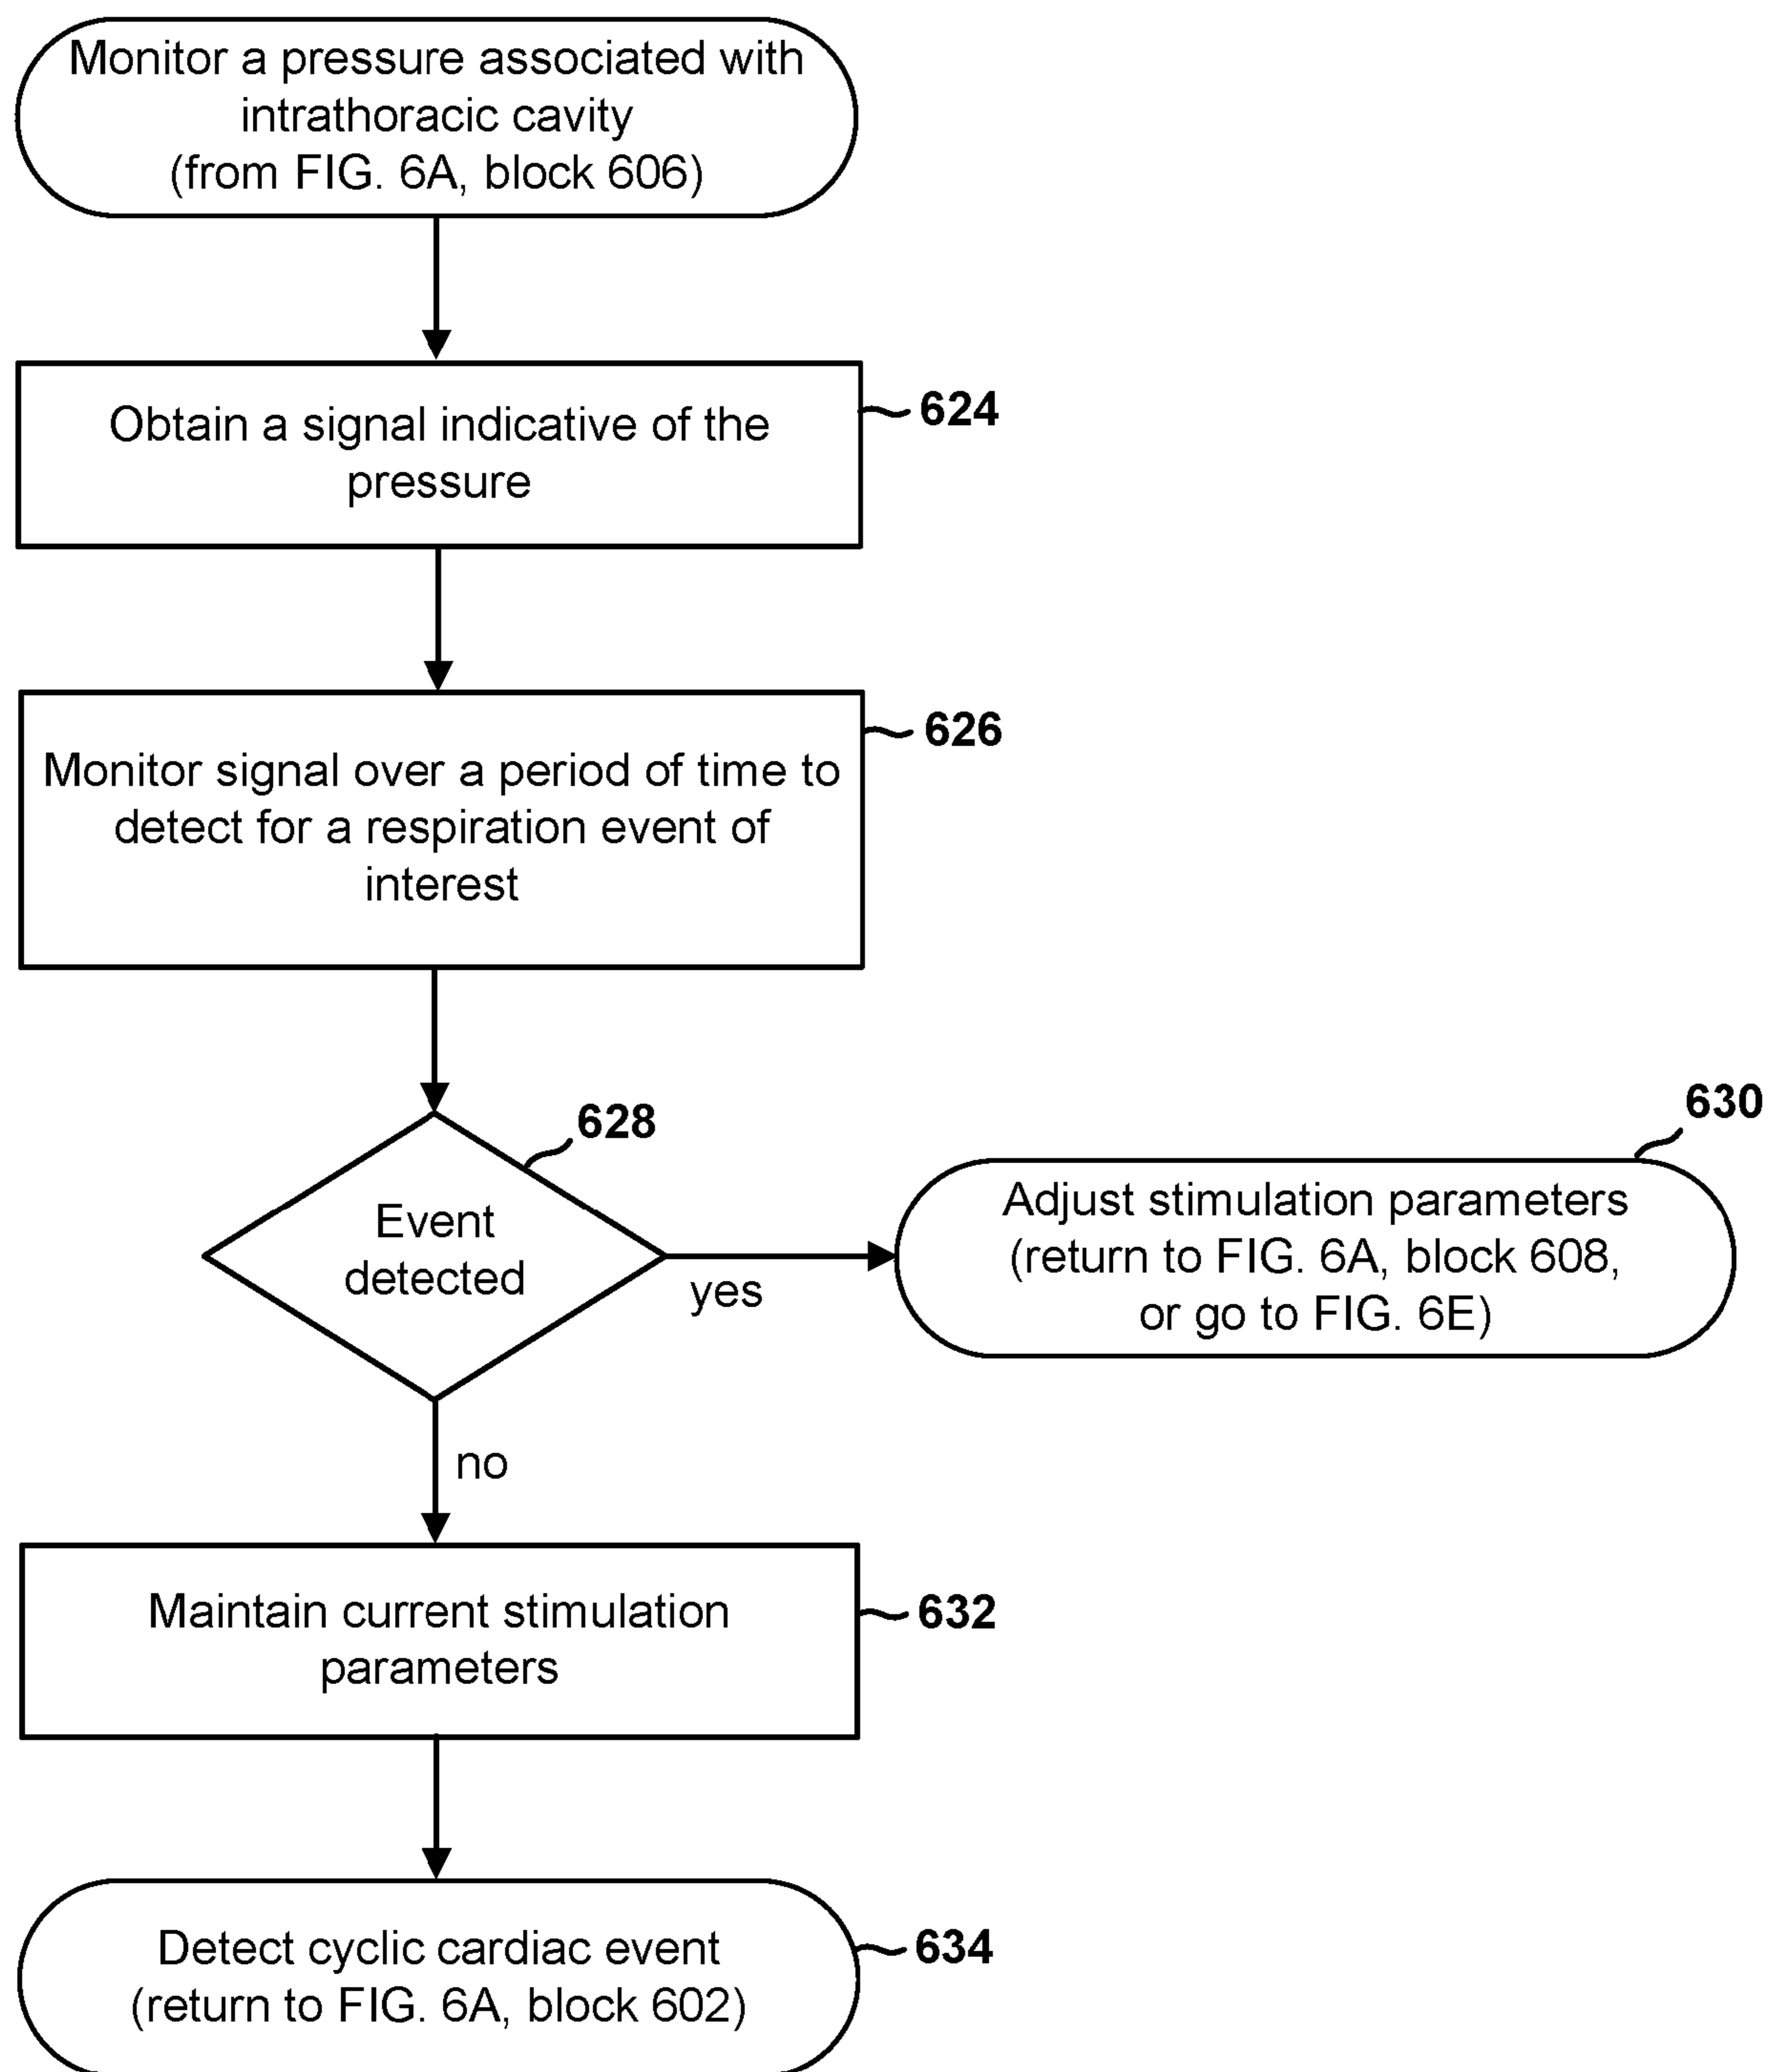 Monitor a pressure associated with
intrathoracic cavity
(from FIG. 6A, block 606)
Obtain a signal indicative of the
pressure
624
Monitor signal over a period of time to
detect for a respiration event of
interest
626
Event
detected
628
yes
630
Adjust stimulation parameters
(return to FIG. 6A, block 608,
or go to FIG. 6E)
no
Maintain current stimulation
parameters
632
Detect cyclic cardiac event
(return to FIG. 6A, block 602)
634